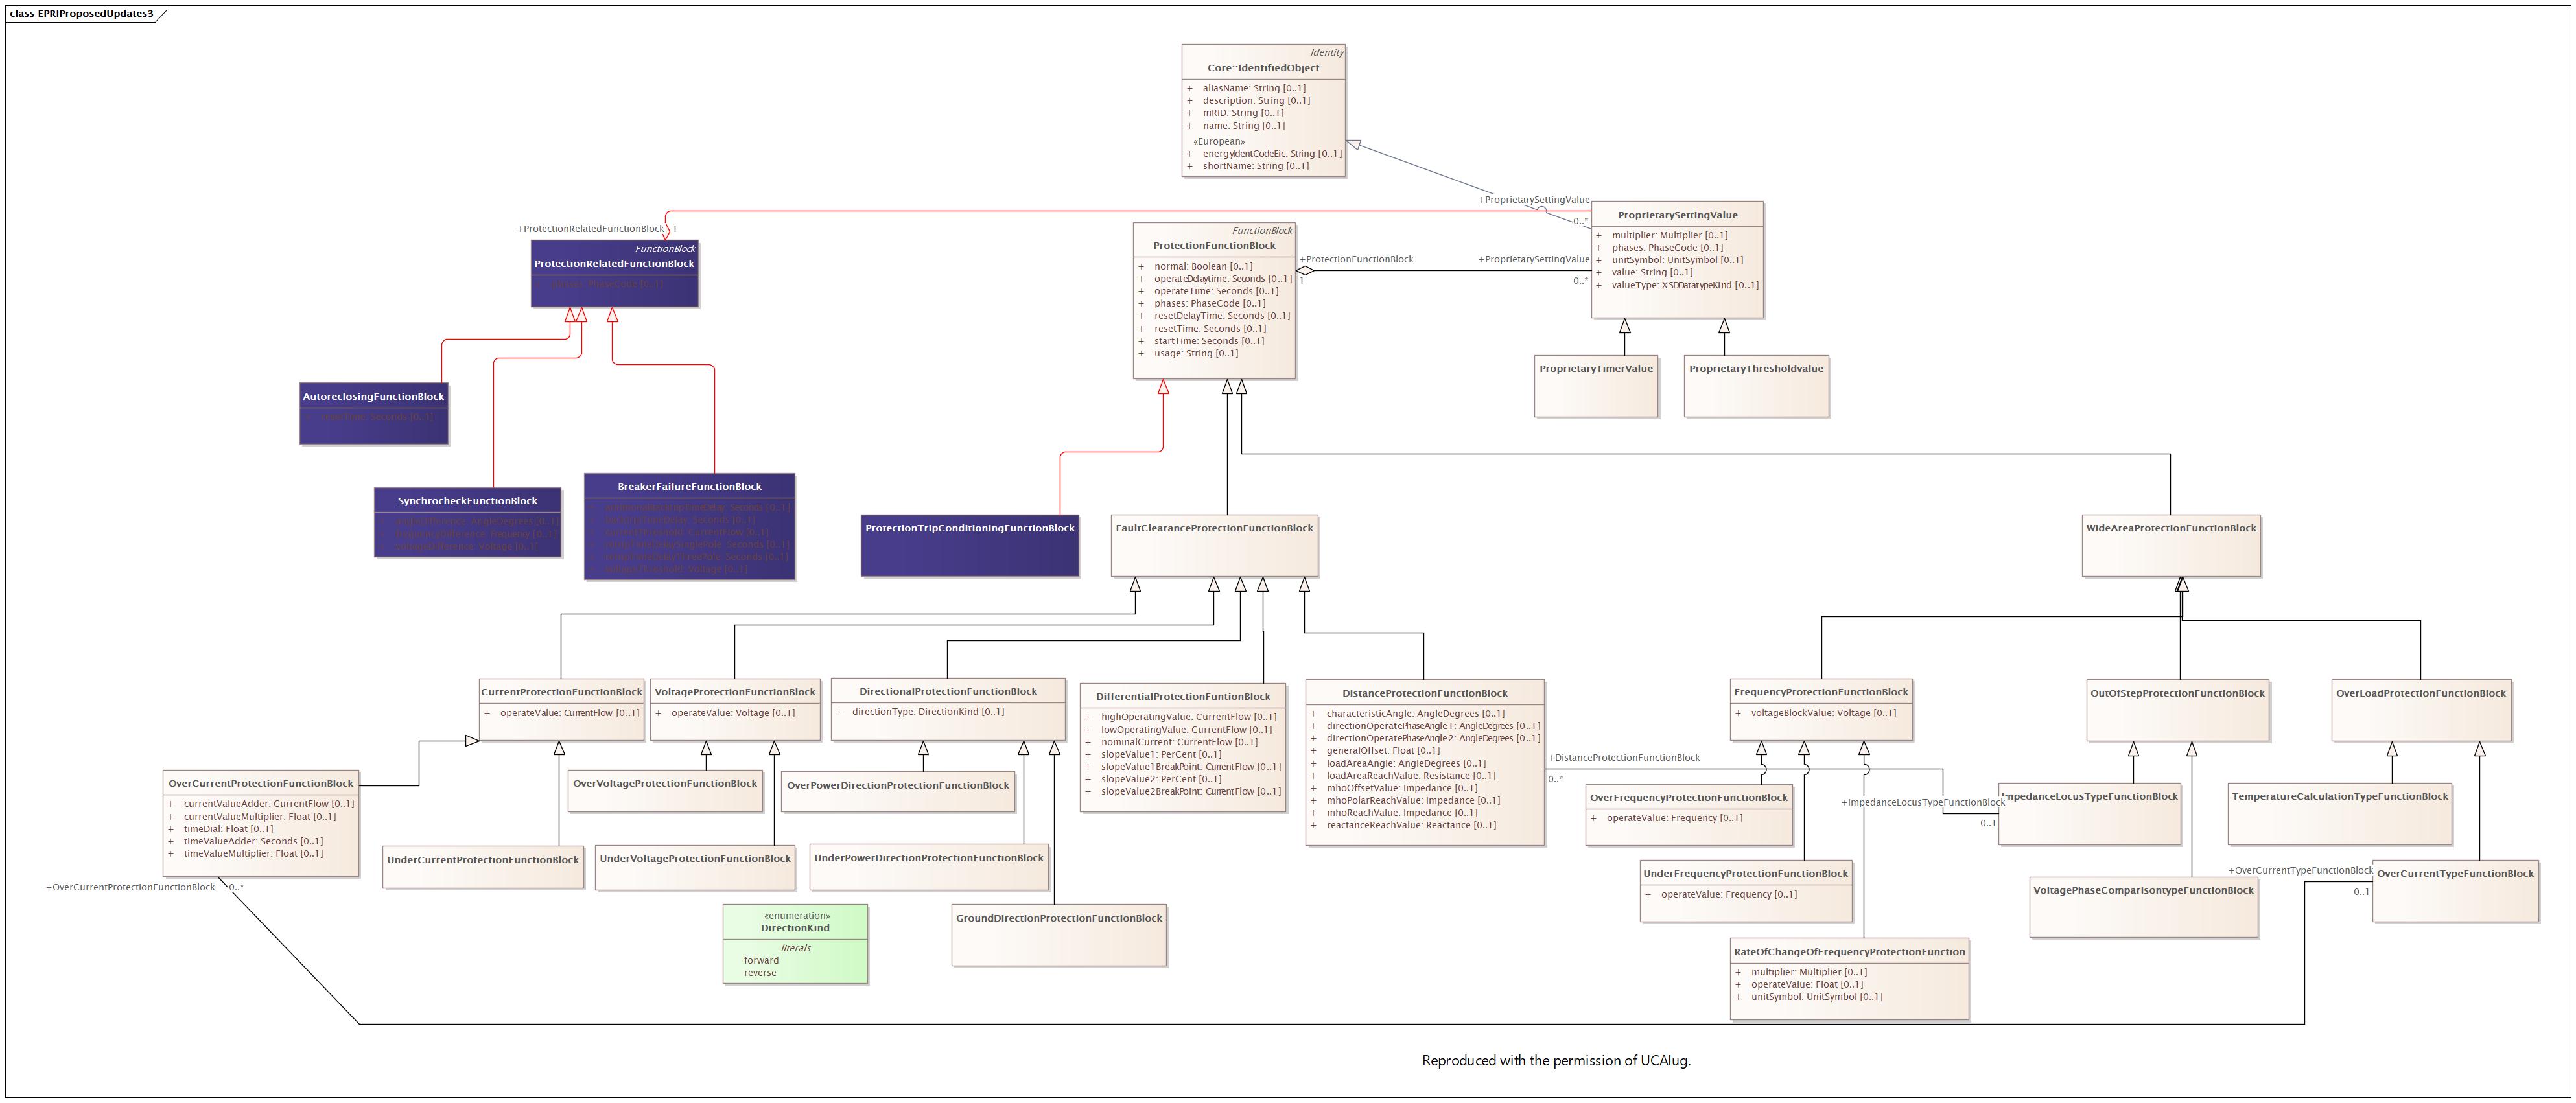 class EPRIProposedUpdates3
Identity
Core::IdentifiedObject
+ aliasName: String [0..1]
+ description: String [0..1]
+ mRID: String [0..1]
+ name: String [0..1]
«European»
+ energyIdentCodeEic: String [0..1]
+ shortName: String [0..1]
+ProprietarySettingValue
0..*
ProprietarySettingValue
+ multiplier: Multiplier [0..1]
+ phases: PhaseCode [0..1]
+ unitSymbol: UnitSymbol [0..1]
+ value: String [0..1]
+ valueType: XSDDatatypeKind [0..1]
+ProtectionRelatedFunctionBlock
1
FunctionBlock
ProtectionRelatedFunctionBlock
FunctionBlock
ProtectionFunctionBlock
+ normal: Boolean [0..1]
+ operateDelaytime: Seconds [0..1]
+ operateTime: Seconds [0..1]
+ phases: PhaseCode [0..1]
+ resetDelayTime: Seconds [0..1]
+ resetTime: Seconds [0..1]
+ startTime: Seconds [0..1]
+ usage: String [0..1]
+ProtectionFunctionBlock
1
+ProprietarySettingValue
0..*
ProprietaryTimerValue
ProprietaryThresholdvalue
AutoreclosingFunctionBlock
SynchrocheckFunctionBlock
BreakerFailureFunctionBlock
ProtectionTripConditioningFunctionBlock
FaultClearanceProtectionFunctionBlock
WideAreaProtectionFunctionBlock
CurrentProtectionFunctionBlock
+ operateValue: CurrentFlow [0..1]
VoltageProtectionFunctionBlock
+ operateValue: Voltage [0..1]
DirectionalProtectionFunctionBlock
+ directionType: DirectionKind [0..1]
DifferentialProtectionFuntionBlock
+ highOperatingValue: CurrentFlow [0..1]
+ lowOperatingValue: CurrentFlow [0..1]
+ nominalCurrent: CurrentFlow [0..1]
+ slopeValue1: PerCent [0..1]
+ slopeValue1BreakPoint: CurrentFlow [0..1]
+ slopeValue2: PerCent [0..1]
+ slopeValue2BreakPoint: CurrentFlow [0..1]
DistanceProtectionFunctionBlock
+ characteristicAngle: AngleDegrees [0..1]
+ directionOperatePhaseAngle1: AngleDegrees [0..1]
+ directionOperatePhaseAngle2: AngleDegrees [0..1]
+ generalOffset: Float [0..1]
+ loadAreaAngle: AngleDegrees [0..1]
+ loadAreaReachValue: Resistance [0..1]
+ mhoOffsetValue: Impedance [0..1]
+ mhoPolarReachValue: Impedance [0..1]
+ mhoReachValue: Impedance [0..1]
+ reactanceReachValue: Reactance [0..1]
+DistanceProtectionFunctionBlock
0..*
FrequencyProtectionFunctionBlock
+ voltageBlockValue: Voltage [0..1]
OutOfStepProtectionFunctionBlock
OverLoadProtectionFunctionBlock
OverCurrentProtectionFunctionBlock
+ currentValueAdder: CurrentFlow [0..1]
+ currentValueMultiplier: Float [0..1]
+ timeDial: Float [0..1]
+ timeValueAdder: Seconds [0..1]
+ timeValueMultiplier: Float [0..1]
+OverCurrentProtectionFunctionBlock
0..*
OverVoltageProtectionFunctionBlock
OverPowerDirectionProtectionFunctionBlock
UnderCurrentProtectionFunctionBlock
UnderVoltageProtectionFunctionBlock
UnderPowerDirectionProtectionFunctionBlock
GroundDirectionProtectionFunctionBlock
«enumeration»
DirectionKind
literals
forward
reverse
OverFrequencyProtectionFunctionBlock
+ operateValue: Frequency [0..1]
UnderFrequencyProtectionFunctionBlock
+ operateValue: Frequency [0..1]
RateOfChangeOfFrequencyProtectionFunction
+ multiplier: Multiplier [0..1]
+ operateValue: Float [0..1]
+ unitSymbol: UnitSymbol [0..1]
+ImpedanceLocusTypeFunctionBlock
0..1
ImpedanceLocusTypeFunctionBlock
TemperatureCalculationTypeFunctionBlock
VoltagePhaseComparisontypeFunctionBlock
+OverCurrentTypeFunctionBlock
0..1
OverCurrentTypeFunctionBlock
Reproduced with the permission of UCAIug.